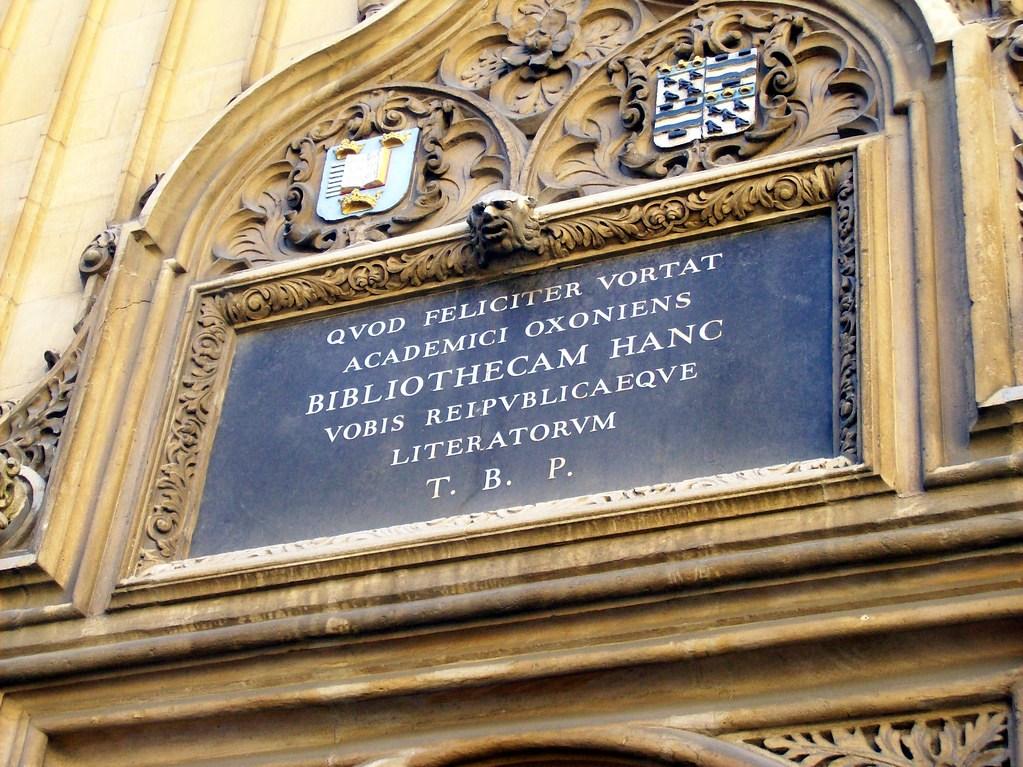 QVOD FELICITER VORTAT
ACADEMICI OXONIENS
BIBLIOTHECAM HANC
VOBIS REIPVBLICAEQVE
LITERATORVM
T. B. P.